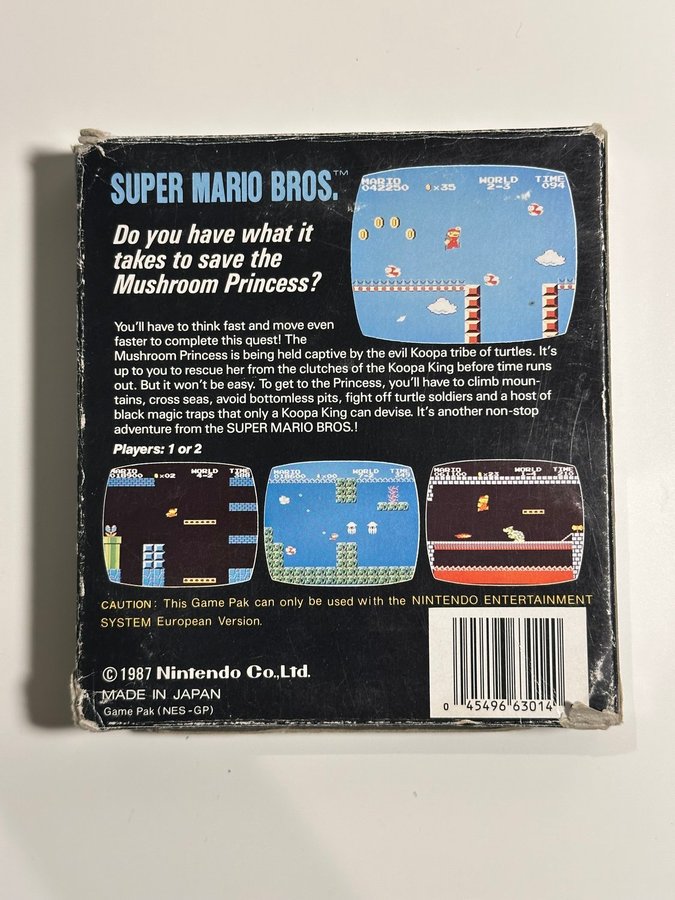 SUPER MARIO BROS.™
Do you have what it
takes to save the
Mushroom Princess?
MARIO WORLD TIME
042250 ×35 2-3 094
You'll have to think fast and move even
faster to complete this quest! The
Mushroom Princess is being held captive by the evil Koopa tribe of turtles. It's
up to you to rescue her from the clutches of the Koopa King before time runs
out. But it won't be easy. To get to the Princess, you'll have to climb moun-
tains, cross seas, avoid bottomless pits, fight off turtle soldiers and a host of
black magic traps that only a Koopa King can devise. It's another non-stop
adventure from the SUPER MARIO BROS.!
Players: 1 or 2
MARIO WORLD TIME
×02 4-2
MARIO WORLD TIME
×00
MARIO WORLD TIME
×23
CAUTION: This Game Pak can only be used with the NINTENDO ENTERTAINMENT
SYSTEM European Version.
© 1987 Nintendo Co.,Ltd.
MADE IN JAPAN
Game Pak (NES-GP)
0 45496 63014